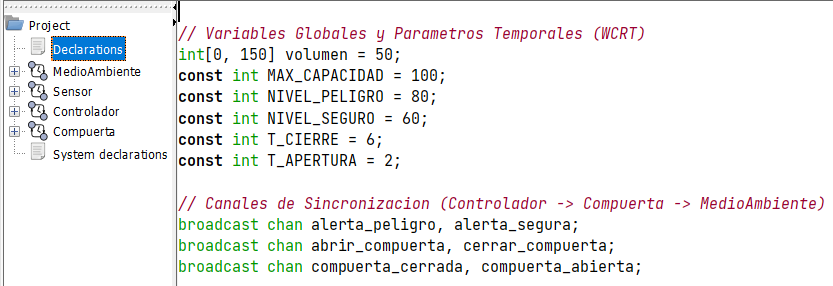 Project
Declarations
MedioAmbiente
Sensor
Controlador
Compuerta
System declarations
// Variables Globales y Parametros Temporales (WCRT)
int[0, 150] volumen = 50;
const int MAX_CAPACIDAD = 100;
const int NIVEL_PELIGRO = 80;
const int NIVEL_SEGURO = 60;
const int T_CIERRE = 6;
const int T_APERTURA = 2;
// Canales de Sincronizacion (Controlador -> Compuerta -> MedioAmbiente)
broadcast chan alerta_peligro, alerta_segura;
broadcast chan abrir_compuerta, cerrar_compuerta;
broadcast chan compuerta_cerrada, compuerta_abierta;